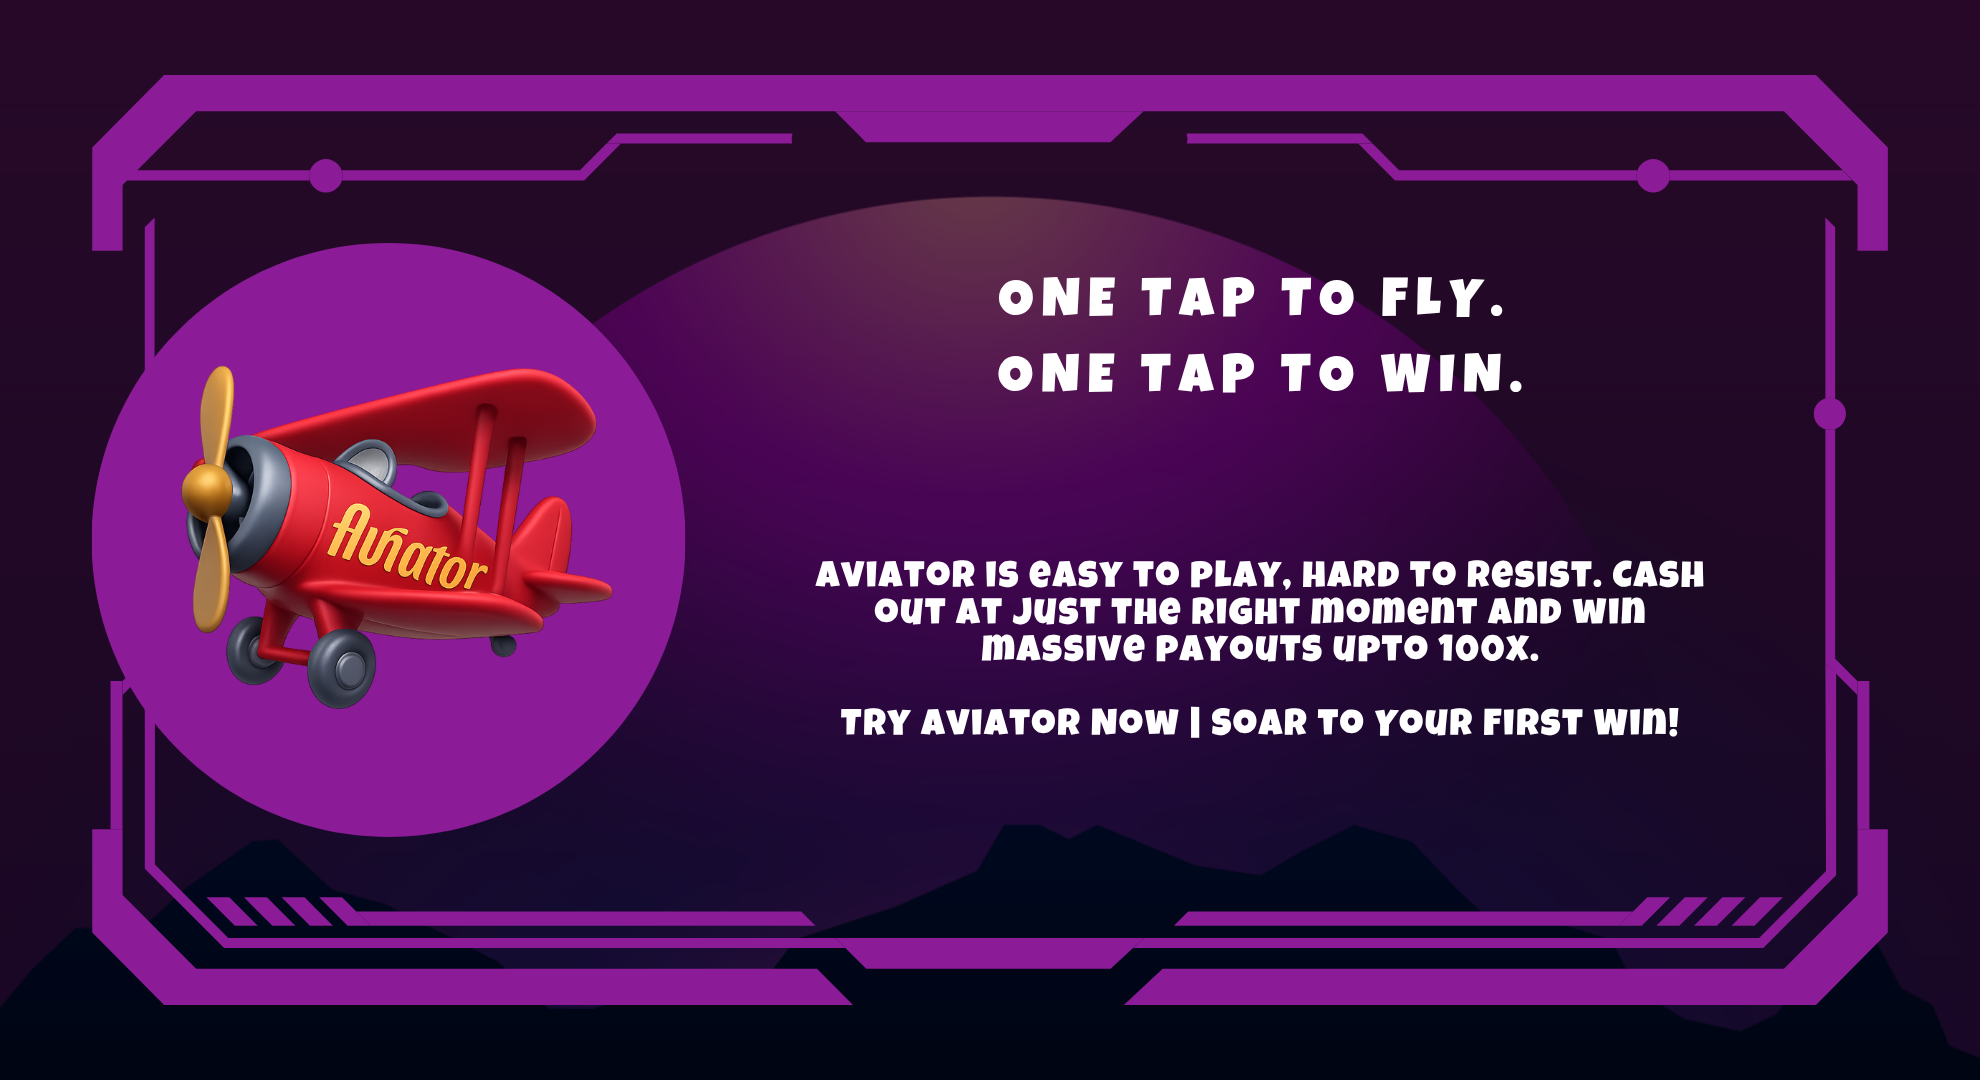 Aviator
ONE TAP TO FLY.
ONE TAP TO WIN.
AVIATOR IS EASY TO PLAY, HARD TO RESIST. CASH
OUT AT JUST THE RIGHT MOMENT AND WIN
MASSIVE PAYOUTS UPTO 100X.
TRY AVIATOR NOW | SOAR TO YOUR FIRST WIN!